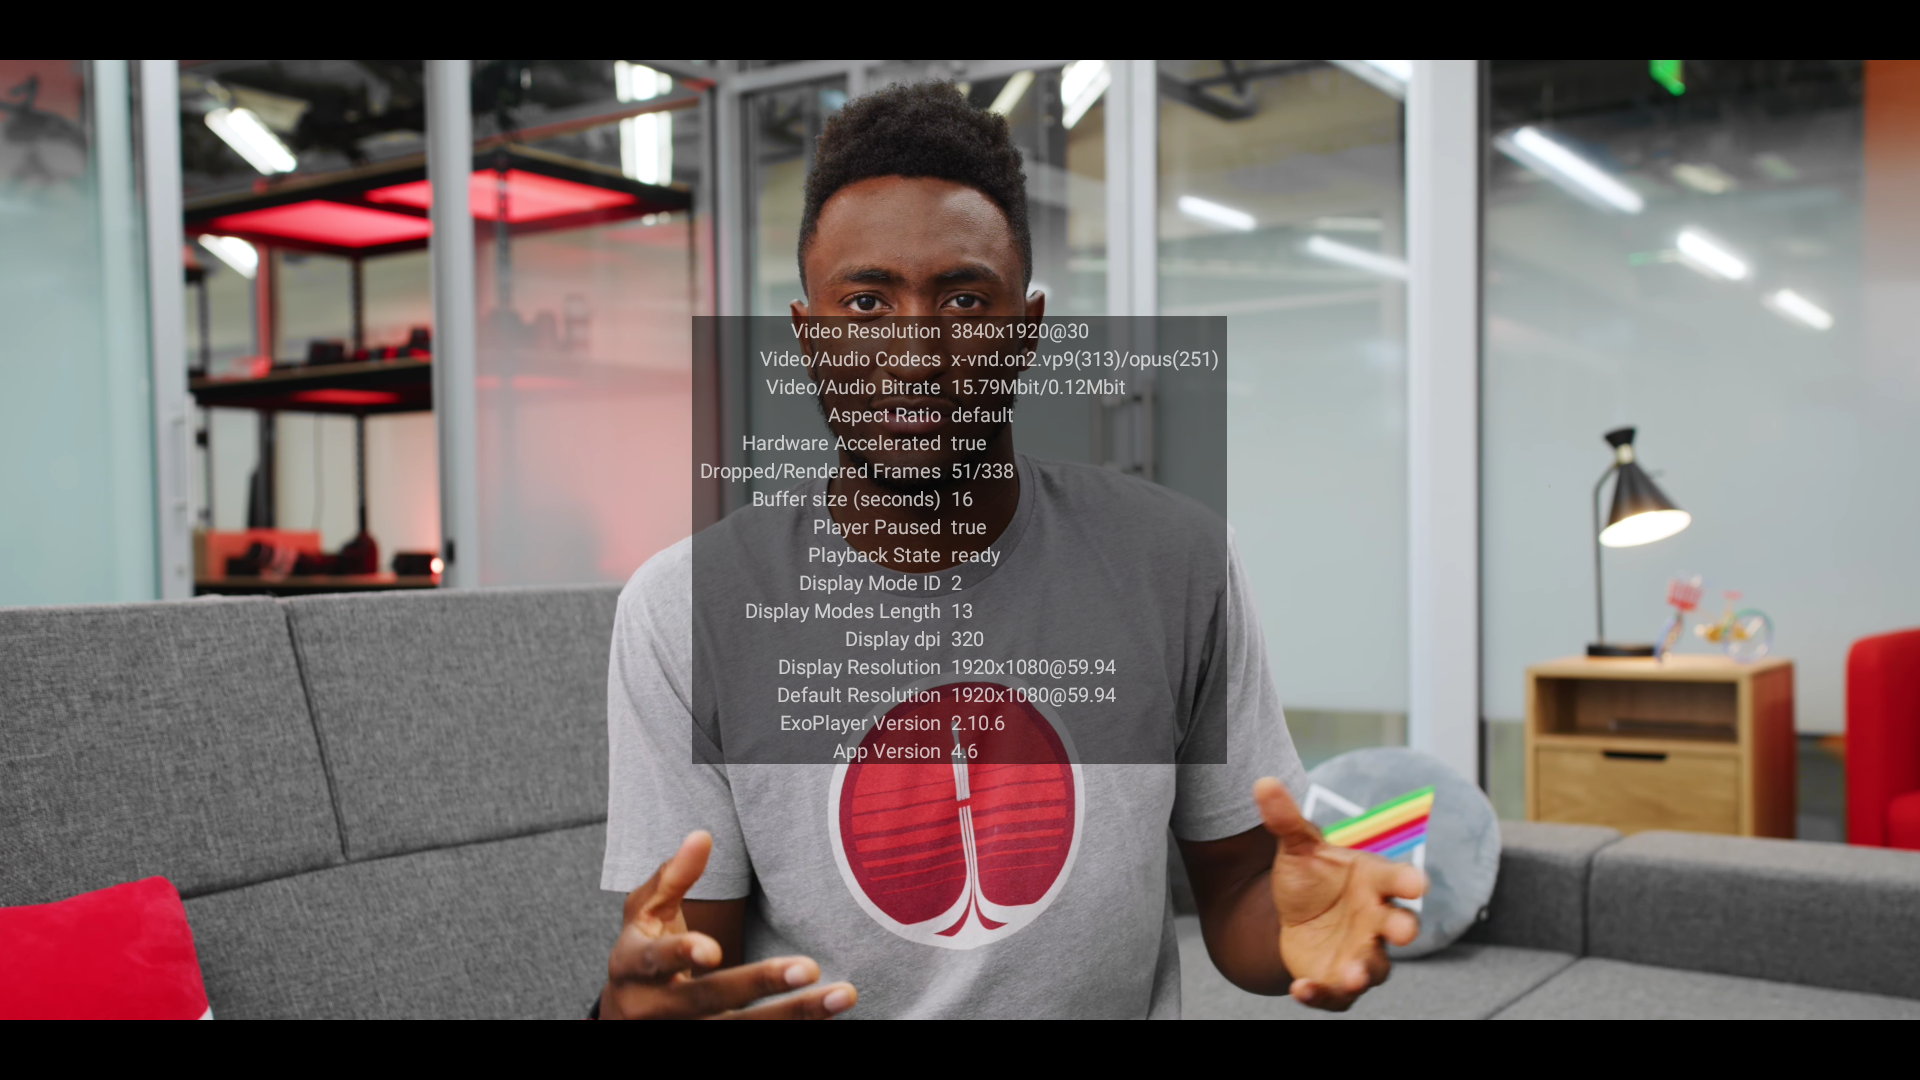 Video Resolution 3840x1920@30
Video/Audio Codecs x-vnd.on2.vp9(313)/opus(251)
Video/Audio Bitrate 15.79Mbit/0.12Mbit
Aspect Ratio default
Hardware Accelerated true
Dropped/Rendered Frames 51/338
Buffer size (seconds) 16
Player Paused true
Playback State ready
Display Mode ID 2
Display Modes Length 13
Display dpi 320
Display Resolution 1920x1080@59.94
Default Resolution 1920x1080@59.94
ExoPlayer Version 2.10.6
App Version 4.6